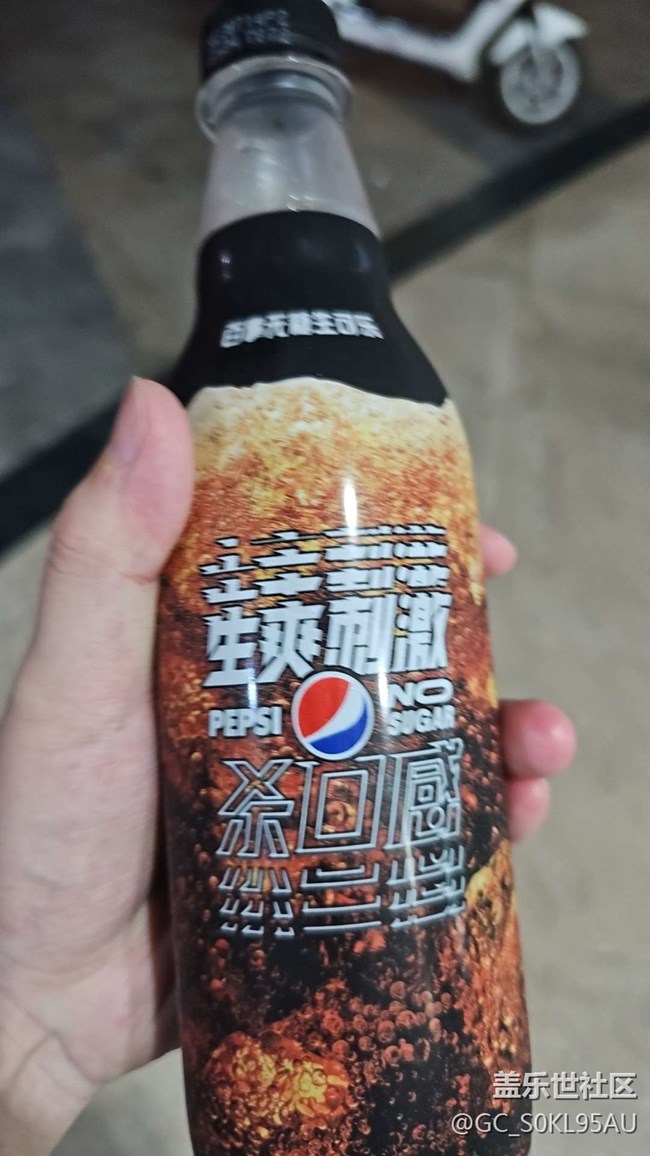 百事无糖生可乐
生爽刺激
PEPSI
NO
SUGAR
杀口感
盖乐世社区
@GC_S0KL95AU